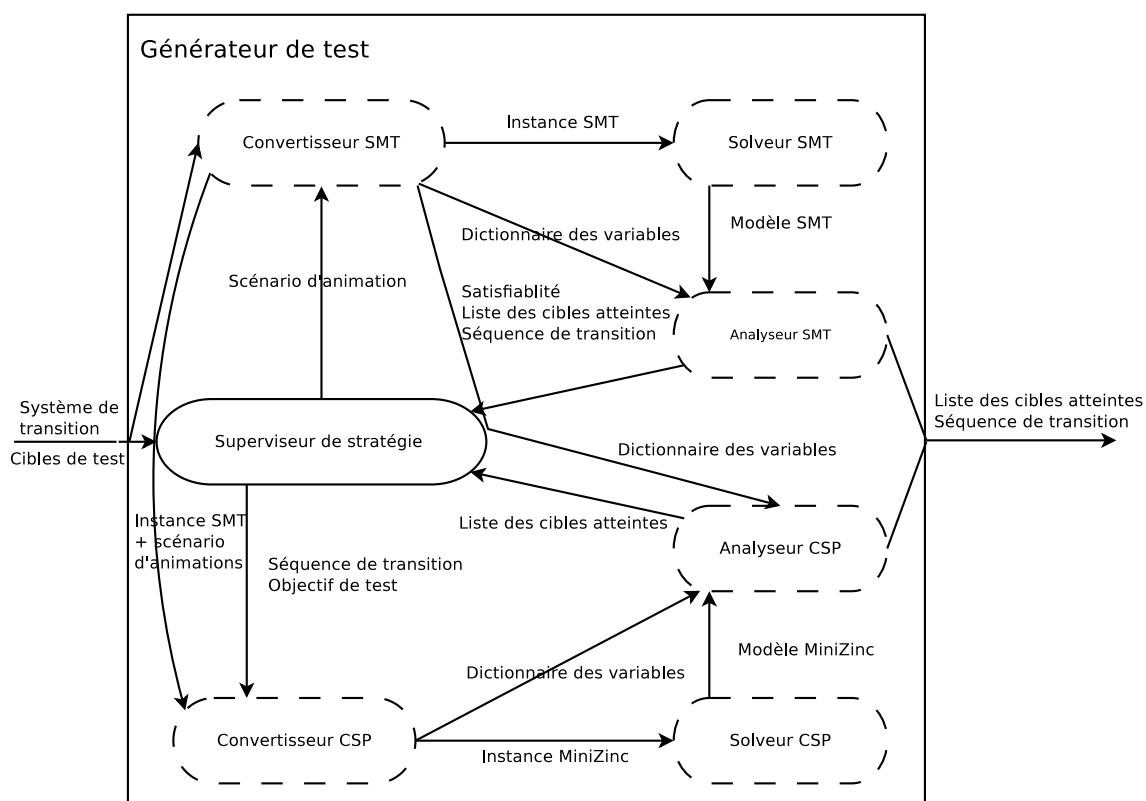 Générateur de test
Instance SMT
Convertisseur SMT
Solveur SMT
Dictionnaire des variables
Modèle SMT
Scénario d'animation
Satisfiablité
Liste des cibles atteintes
Séquence de transition
Analyseur SMT
Système de
transition
Cibles de test
Superviseur de stratégie
Liste des cibles atteintes
Séquence de transition
Dictionnaire des variables
Instance SMT
+ scénario
d'animations
Liste des cibles atteintes
Analyseur CSP
Séquence de transition
Objectif de test
Dictionnaire des variables
Modèle MiniZinc
Convertisseur CSP
Instance MiniZinc
Solveur CSP